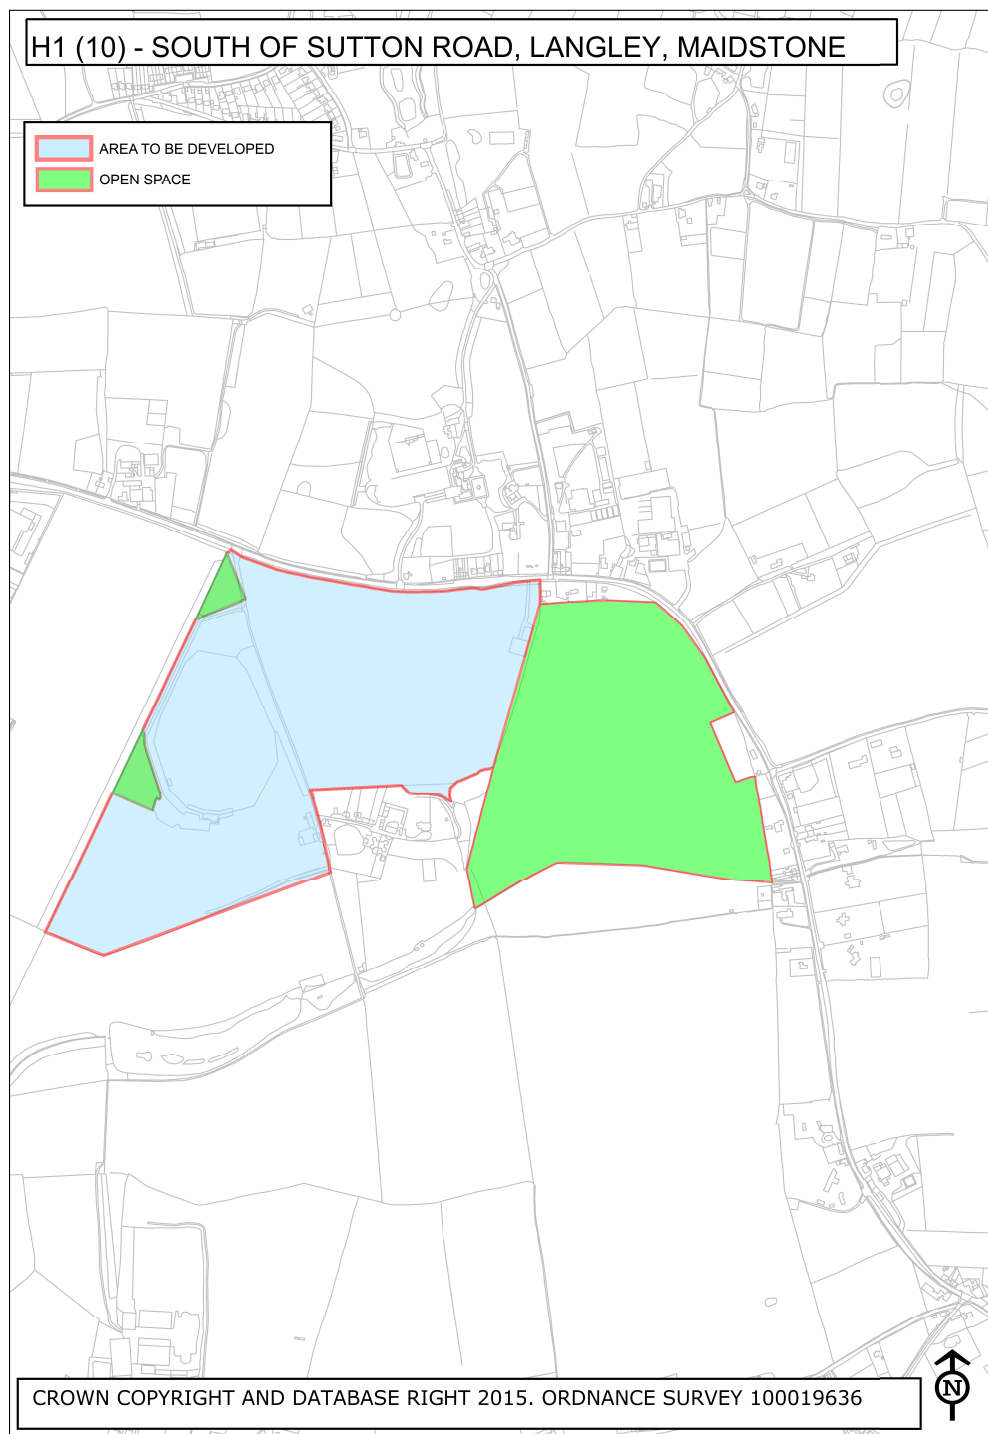 H1 (10) - SOUTH OF SUTTON ROAD, LANGLEY, MAIDSTONE
AREA TO BE DEVELOPED
OPEN SPACE
N
CROWN COPYRIGHT AND DATABASE RIGHT 2015. ORDNANCE SURVEY 100019636